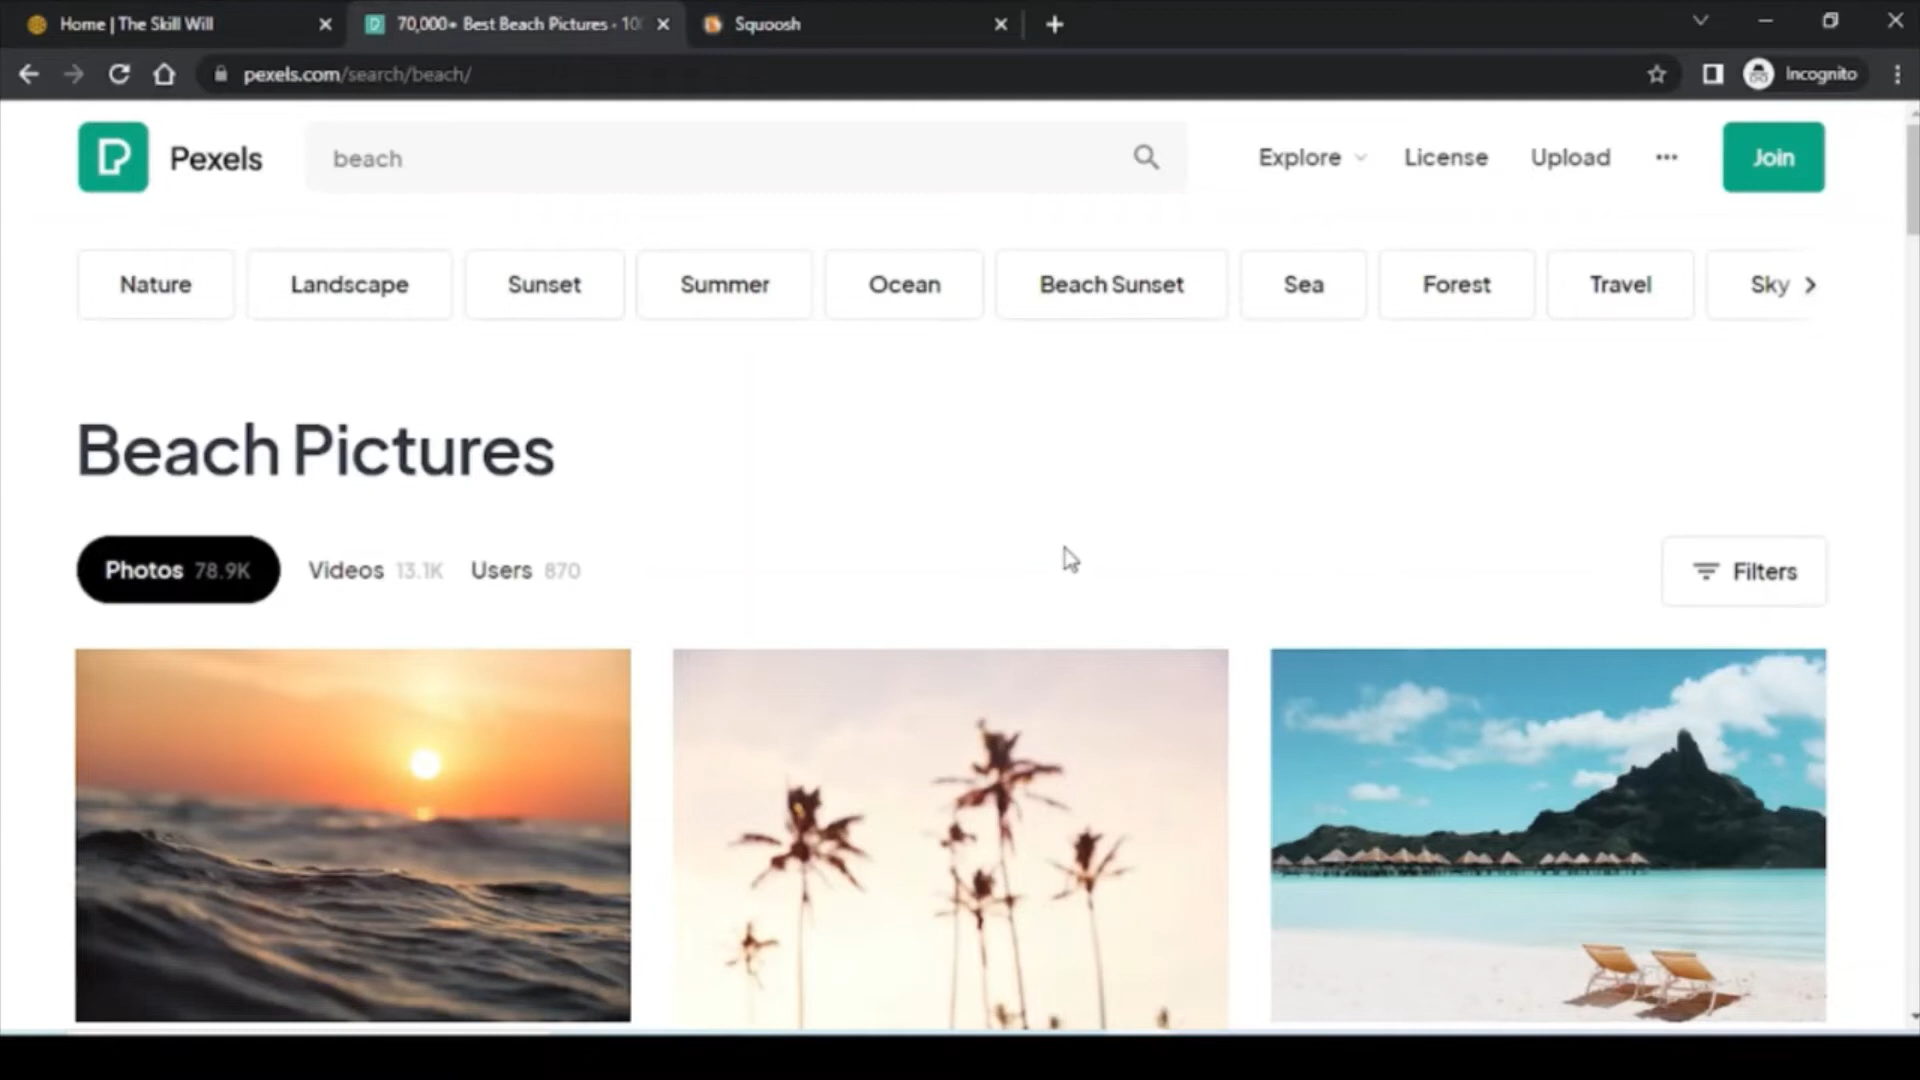 Home | The Skill Will
70,000+ Best Beach Pictures · 10
Squoosh
pexels.com/search/beach/
Incognito
Pexels
beach
Explore
License
Upload
Join
Nature
Landscape
Sunset
Summer
Ocean
Beach Sunset
Sea
Forest
Travel
Sky
Beach Pictures
Photos 78.9K
Videos 13.1K
Users 870
Filters